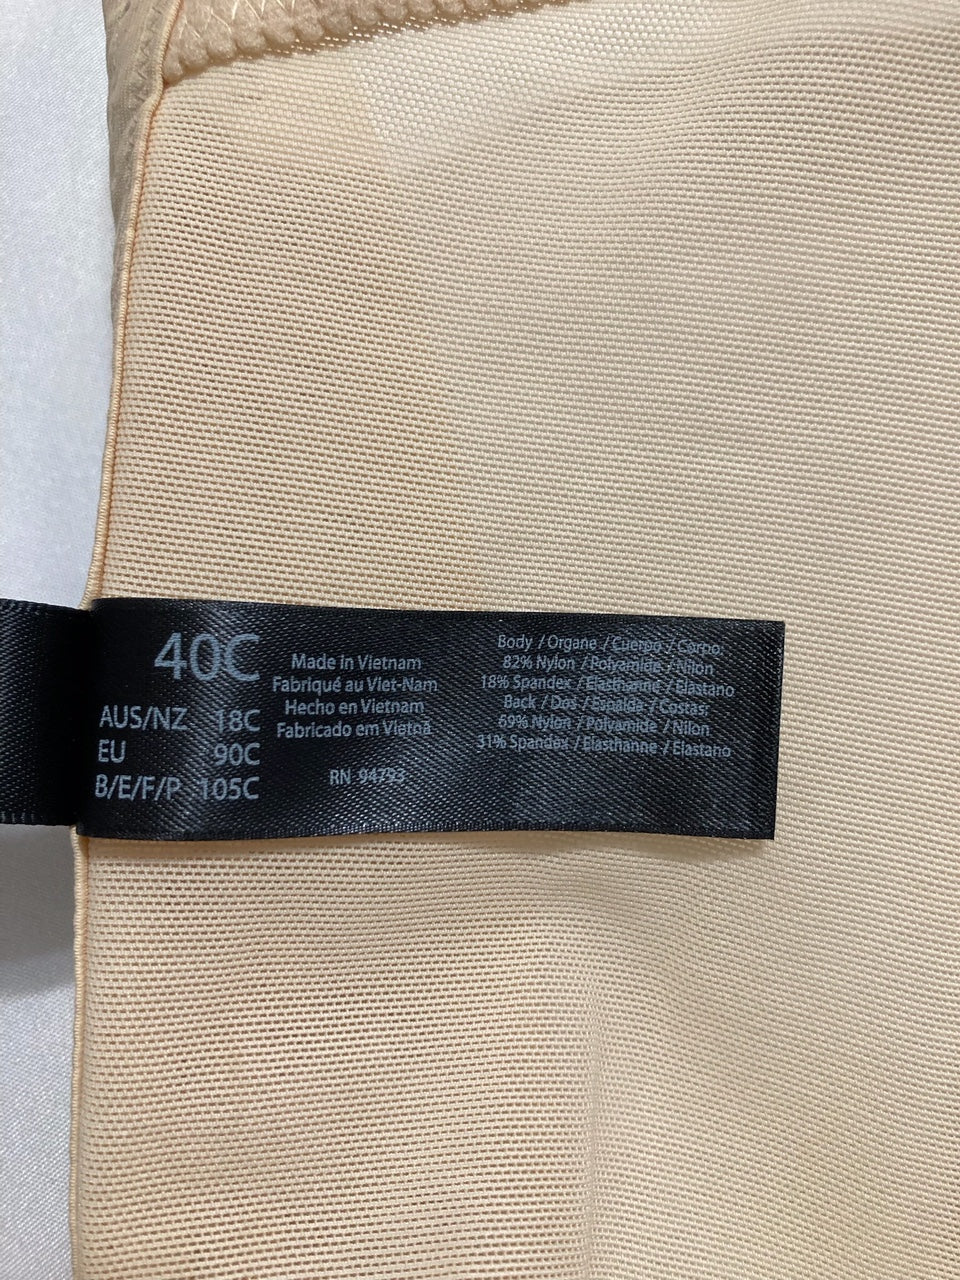 40C
AUS/NZ 18C
EU 90C
B/E/F/P 105C
Made in Vietnam
Fabriqué au Viet-Nam
Hecho en Vietnam
Fabricado em Vietnã
RN 94793
Body / Organe / Cuerpo / Corpo:
82% Nylon / Polyamide / Nilon
18% Spandex / Elasthanne / Elastano
Back / Dos / Espalde / Costas:
69% Nylon / Polyamide / Nilon
31% Spandex / Elasthanne / Elastano